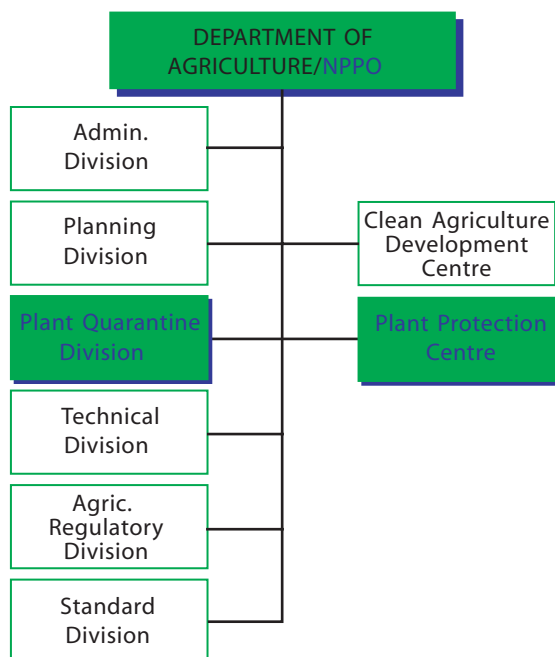 DEPARTMENT OF
AGRICULTURE/NPPO
Admin.
Division
Planning
Division
Clean Agriculture
Development
Centre
Plant Quarantine
Division
Plant Protection
Centre
Technical
Division
Agric.
Regulatory
Division
Standard
Division